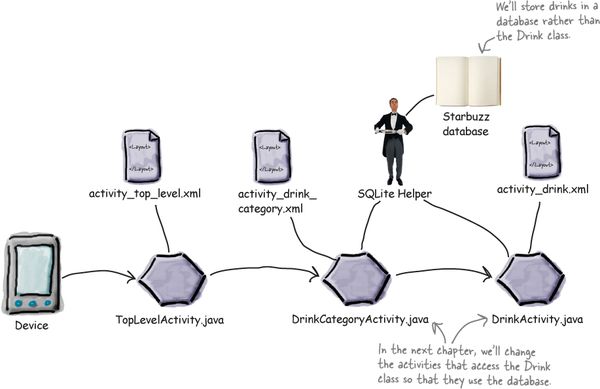 We'll store drinks in a
database rather than
the Drink class.
Starbuzz
database
<Layout>
</Layout>
<Layout>
</Layout>
<Layout>
</Layout>
activity_top_level.xml
activity_drink_
category.xml
SQLite Helper
activity_drink.xml
Device
TopLevelActivity.java
DrinkCategoryActivity.java
DrinkActivity.java
In the next chapter, we'll change
the activities that access the Drink
class so that they use the database.